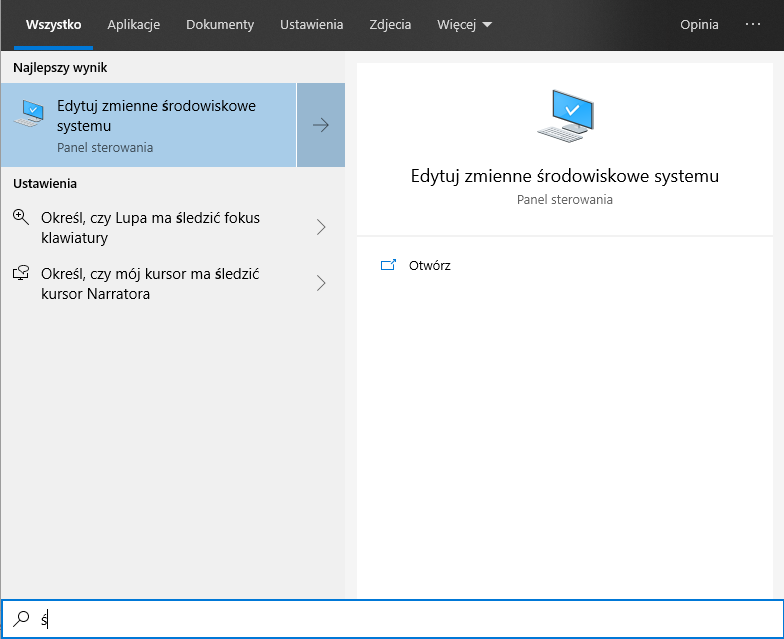 Wszystko Aplikacje Dokumenty Ustawienia Zdjecia Więcej Opinia ...
Najlepszy wynik
Edytuj zmienne środowiskowe
systemu
Panel sterowania
Ustawienia
Określ, czy Lupa ma śledzić fokus
klawiatury
Określ, czy mój kursor ma śledzić
kursor Narratora
Edytuj zmienne środowiskowe systemu
Panel sterowania
Otwórz
ś